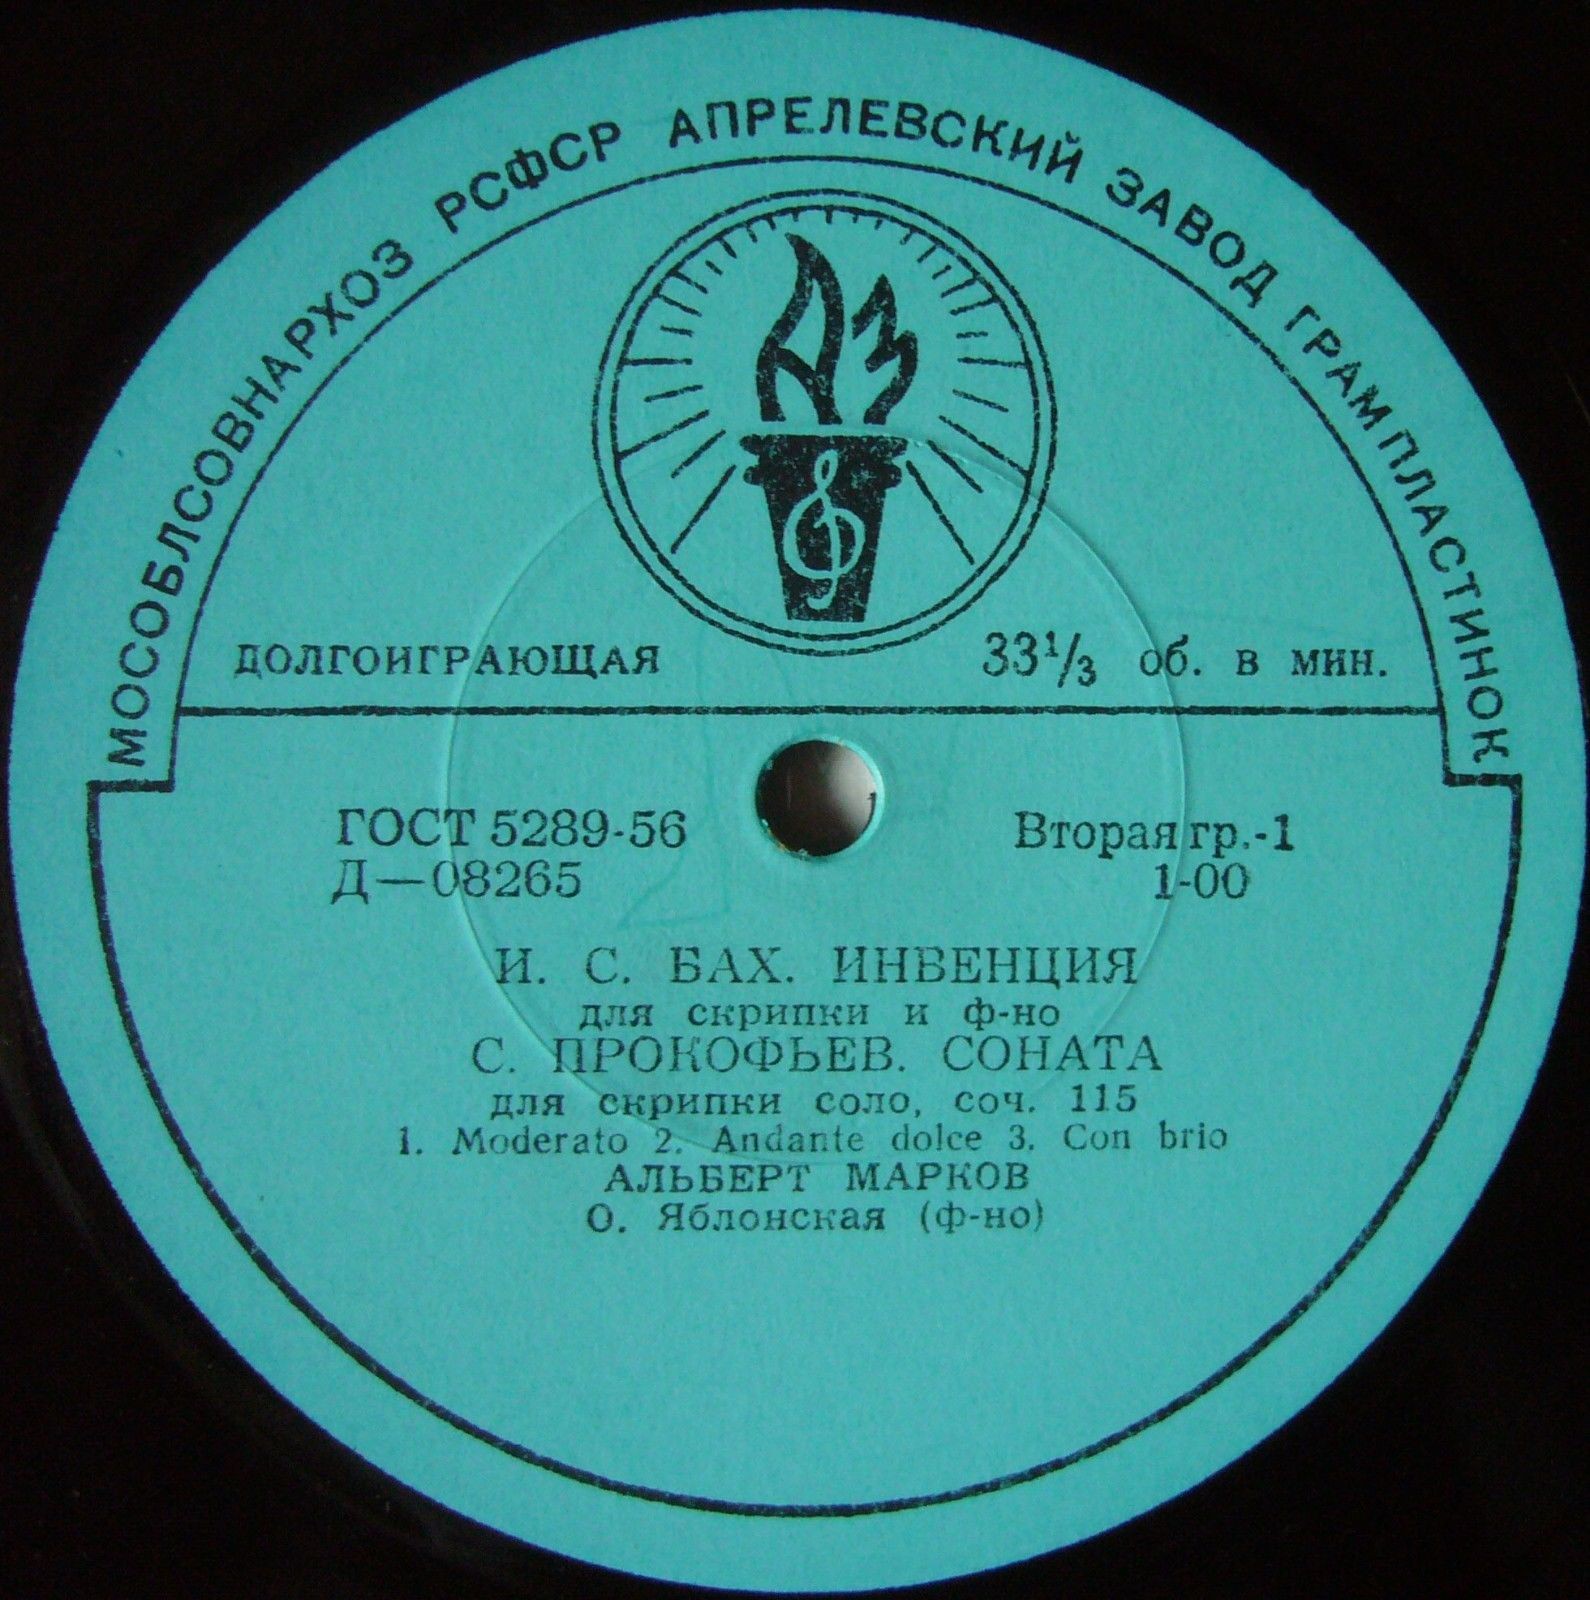 МОСОБЛСОВНАРХОЗ РСФСР АПРЕЛЕВСКИЙ ЗАВОД ГРАМПЛАСТИНОК
АЗ
ДОЛГОИГРАЮЩАЯ 33⅓ об. в мин.
ГОСТ 5289-56 Вторая гр.-1
Д—08265 1-00
И. С. БАХ. ИНВЕНЦИЯ
для скрипки и ф-но
С. ПРОКОФЬЕВ. СОНАТА
для скрипки соло, соч. 115
1. Moderato 2. Andante dolce 3. Con brio
АЛЬБЕРТ МАРКОВ
О. Яблонская (ф-но)